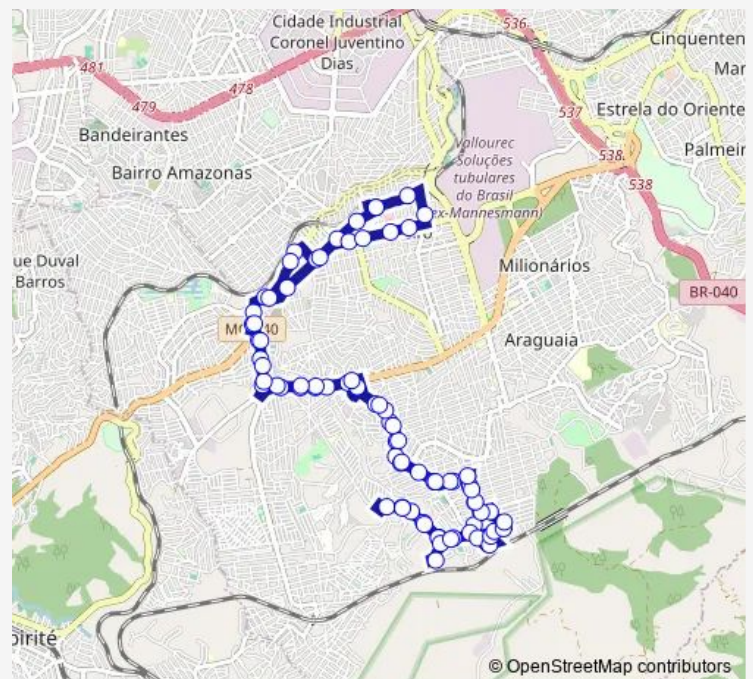 Cidade Industrial
Coronel Juventino
Dias
536
Cinquenten
Mar
481
479
478
537
Estrela do Oriente
Bandeirantes
Vallourec
Soluções
tubulares
do Brasil
ex-Mannesmann)
538
Palmeir
Bairro Amazonas
538
ue Duval
Barros
Milionários
BR-040
Araguaia
pirité
© OpenStreetMap contributors